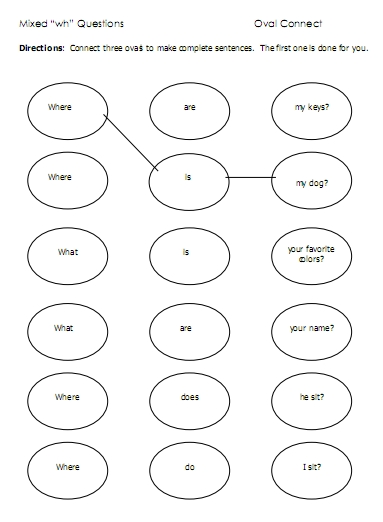 Mixed “wh” Questions Oval Connect
Directions: Connect three ovals to make complete sentences. The first one is done for you.
Where are my keys?
Where is my dog?
What is your favorite
colors?
What are your name?
Where does he sit?
Where do I sit?